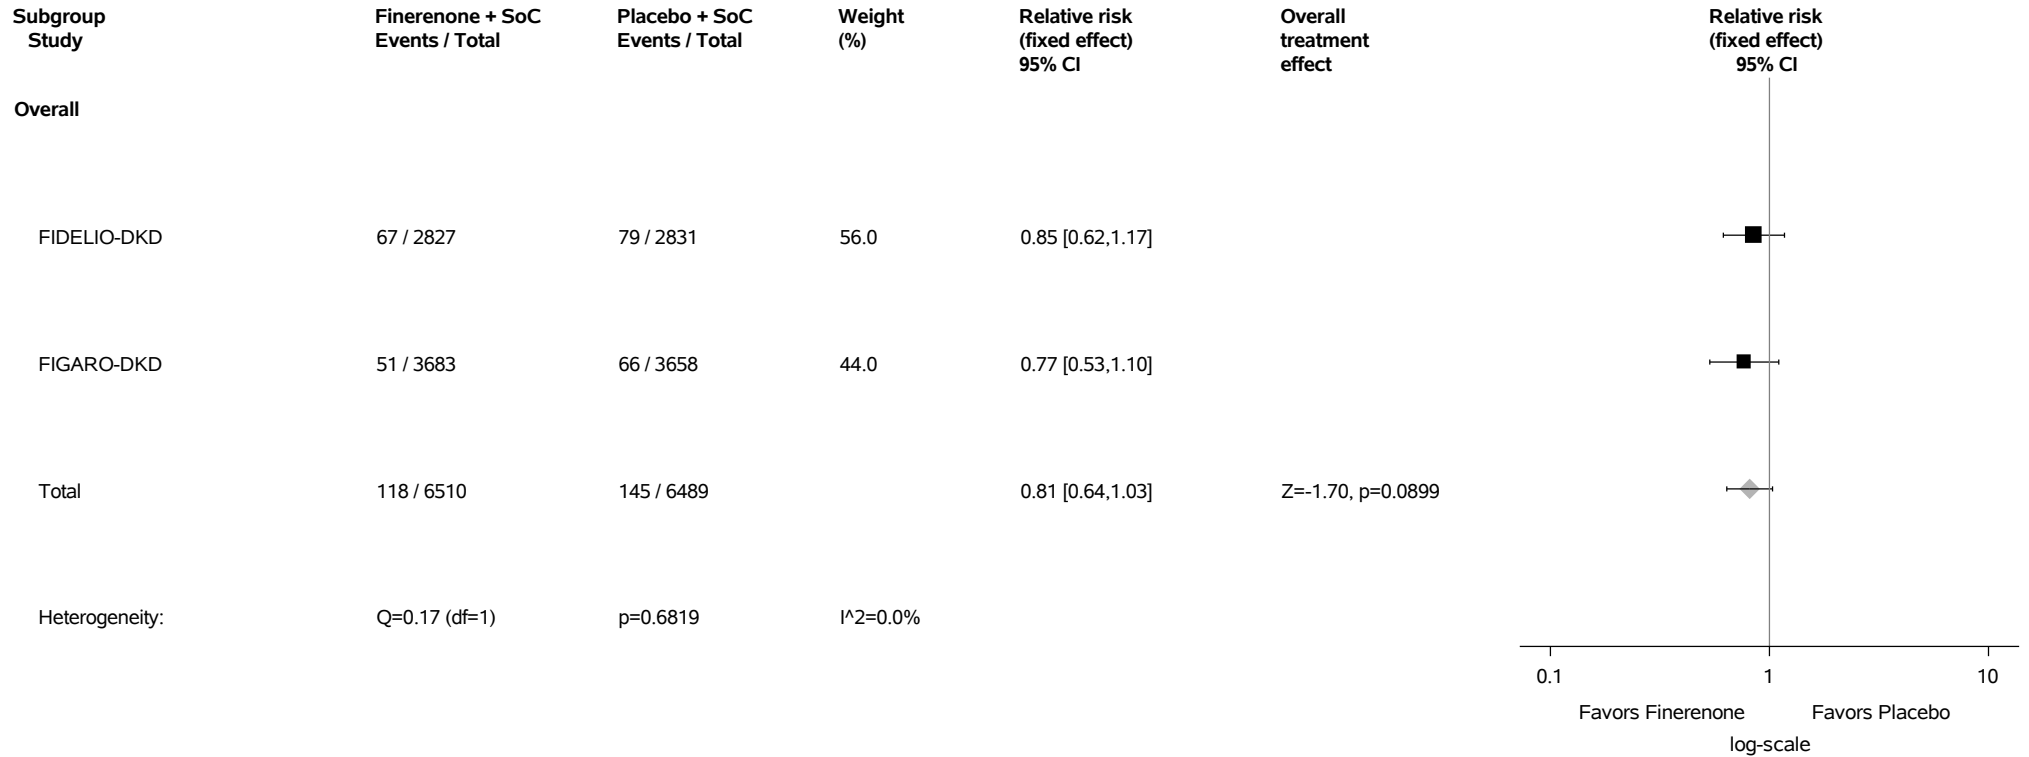 Subgroup Finerenone + SoC Placebo + SoC Weight Relative risk Overall Relative risk
Study Events / Total Events / Total (%) (fixed effect) treatment (fixed effect)
95% CI effect 95% CI
Overall
FIDELIO-DKD 67 / 2827 79 / 2831 56.0 0.85 [0.62,1.17]
FIGARO-DKD 51 / 3683 66 / 3658 44.0 0.77 [0.53,1.10]
Total 118 / 6510 145 / 6489 0.81 [0.64,1.03] Z=-1.70, p=0.0899
Heterogeneity: Q=0.17 (df=1) p=0.6819 I^2=0.0%
0.1 1 10
Favors Finerenone Favors Placebo
log-scale